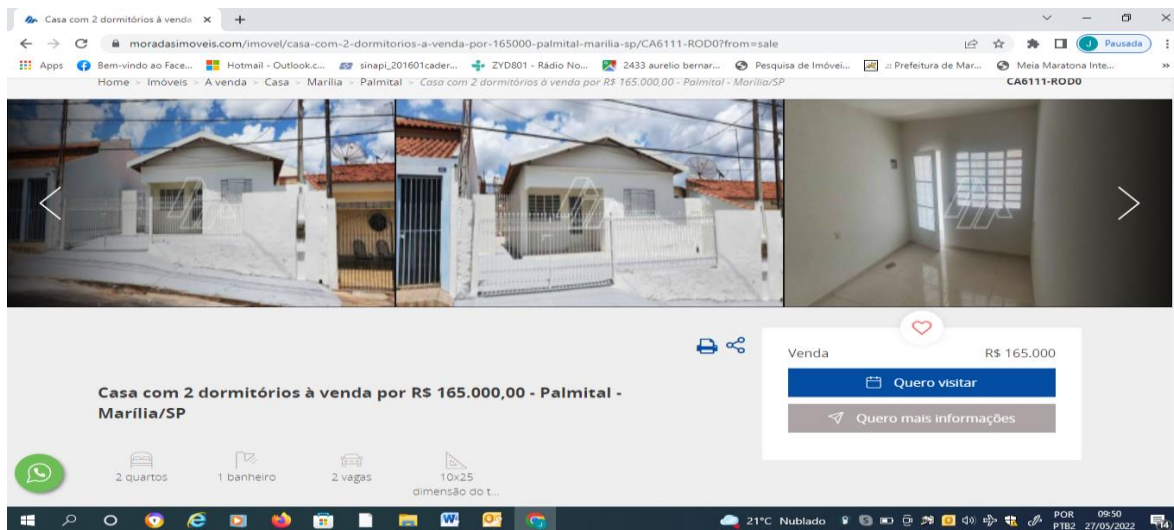 Casa com 2 dormitórios à venda
moradasimoveis.com/imovel/casa-com-2-dormitorios-a-venda-por-165000-palmital-marilia-sp/CA6111-ROD0?from=sale
J Pausada
Apps Bem-vindo ao Face... Hotmail - Outlook.c... sinapi_201601cader... ZYD801 - Rádio No... 2433 aurelio bernar... Pesquisa de Imóvei... .:: Prefeitura de Mar... Meia Maratona Inte... »
Home > Imóveis > A venda > Casa > Marília > Palmital > Casa com 2 dormitórios à venda por R$ 165.000,00 - Palmital - Marília/SP CA6111-ROD0
Venda R$ 165.000
Quero visitar
Quero mais informações
Casa com 2 dormitórios à venda por R$ 165.000,00 - Palmital -
Marília/SP
2 quartos 1 banheiro 2 vagas 10x25
dimensão do t...
21°C Nublado POR 09:50
PTB2 27/05/2022 14